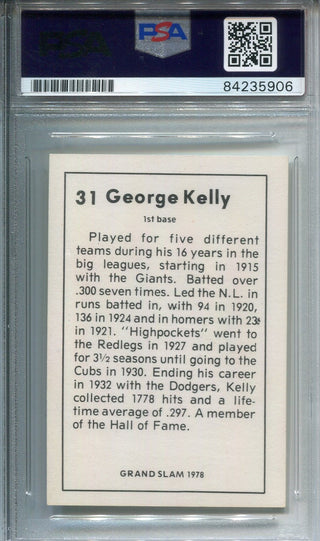 PSA
PSA
84235906
31 George Kelly
1st base
Played for five different
teams during his 16 years in the
big leagues, starting in 1915
with the Giants. Batted over
.300 seven times. Led the N.L. in
runs batted in, with 94 in 1920,
136 in 1924 and in homers with 23
in 1921. "Highpockets" went to
the Redlegs in 1927 and played
for 3½ seasons until going to the
Cubs in 1930. Ending his career
in 1932 with the Dodgers, Kelly
collected 1778 hits and a life-
time average of .297. A member
of the Hall of Fame.
GRAND SLAM 1978